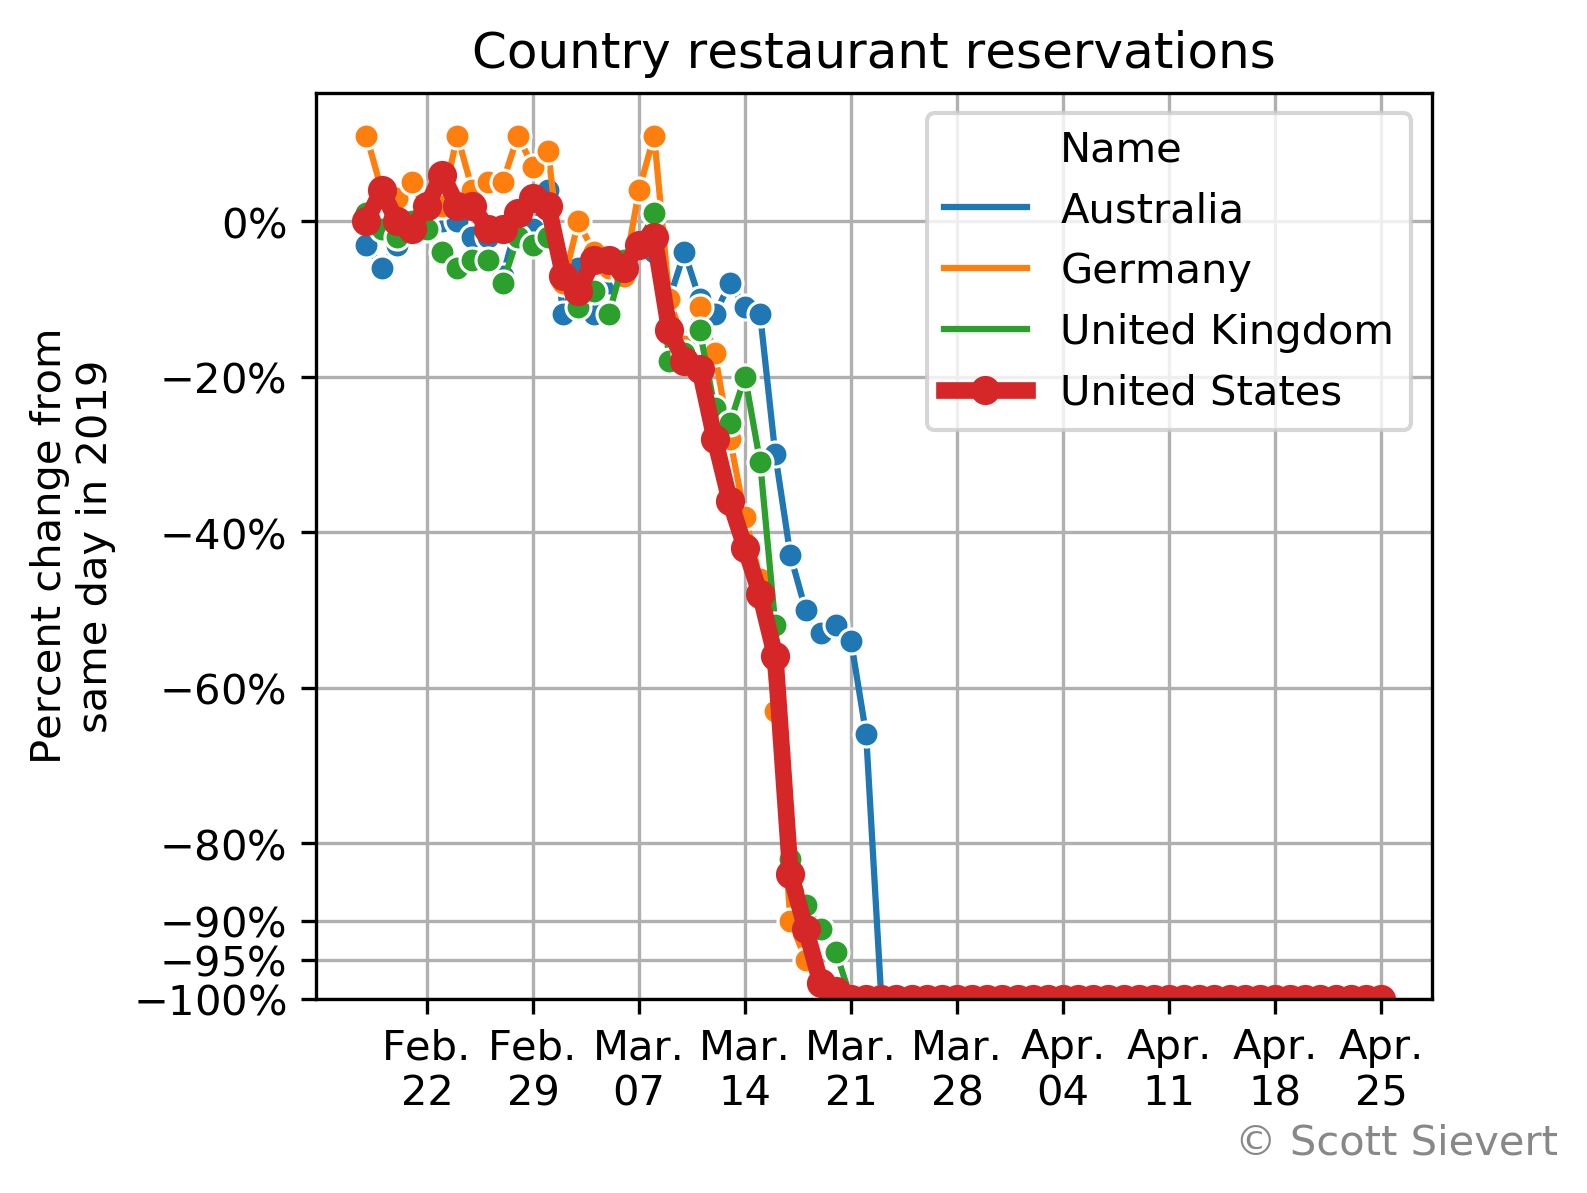 Country restaurant reservations
Percent change from
same day in 2019
0%
−20%
−40%
−60%
−80%
−90%
−95%
−100%
Name
Australia
Germany
United Kingdom
United States
Feb. Feb. Mar. Mar. Mar. Mar. Apr. Apr. Apr. Apr.
22 29 07 14 21 28 04 11 18 25
© Scott Sievert